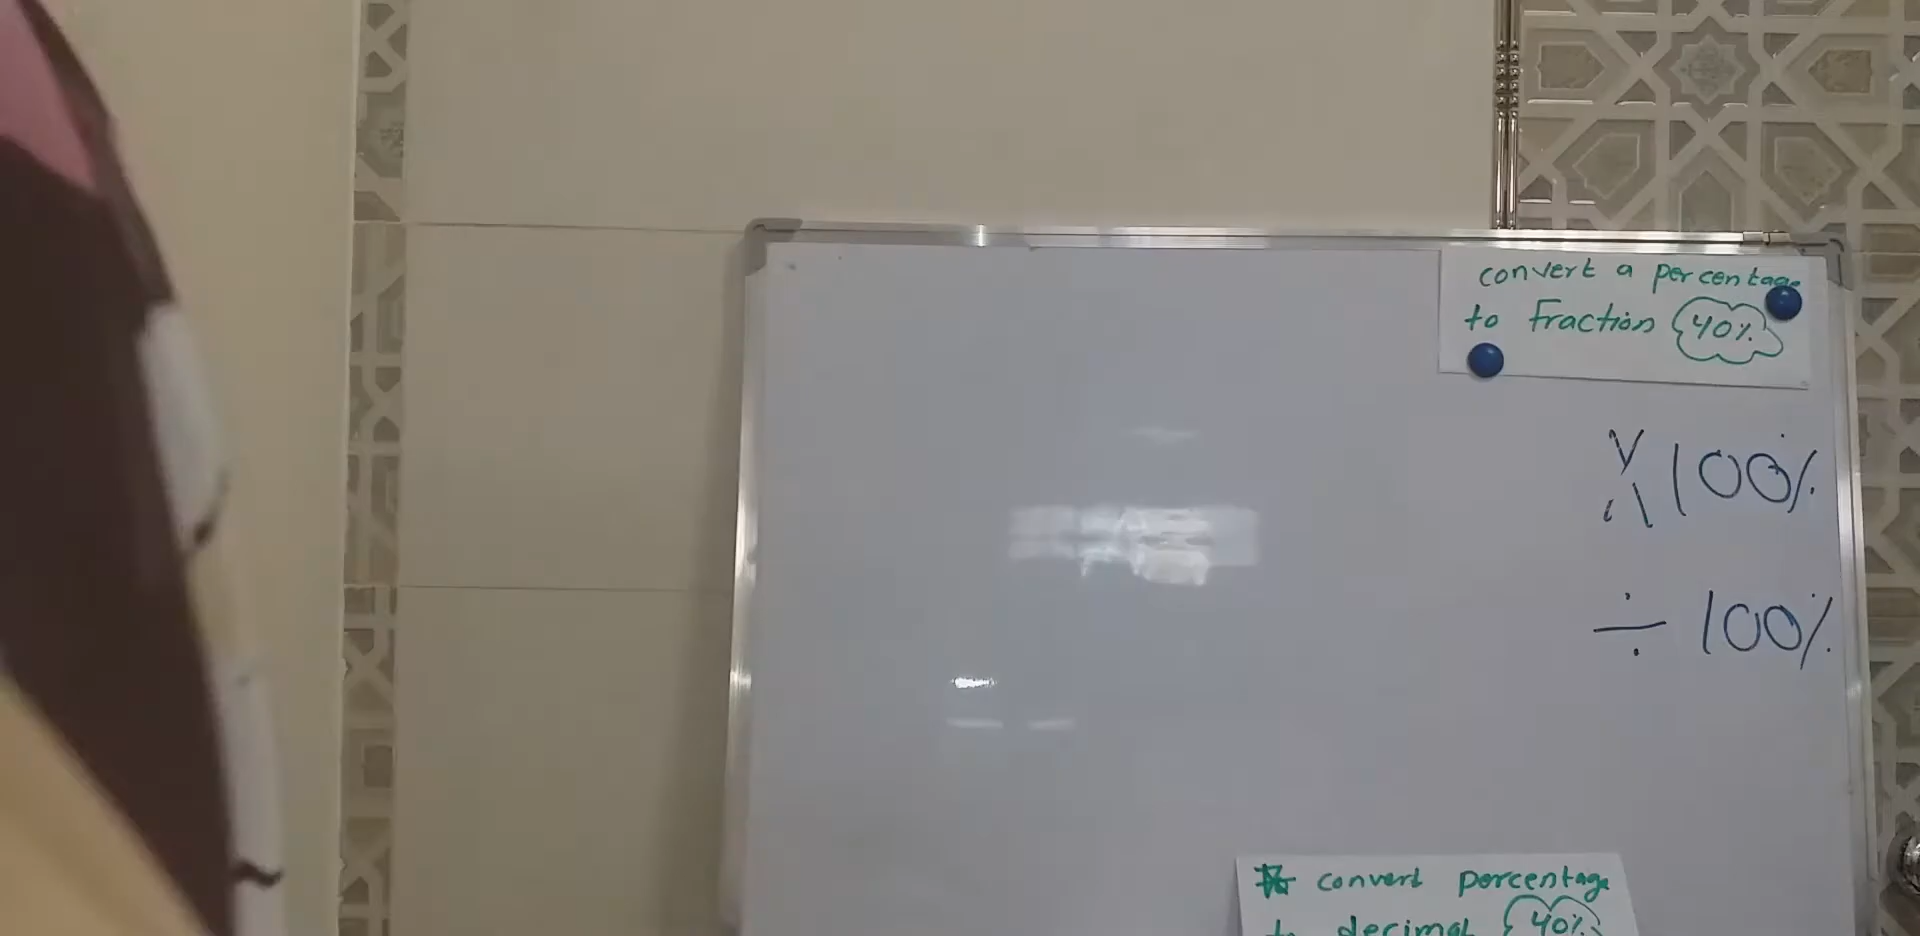 convert a percentage
to Fraction 40%
X 100%
÷ 100%
* convert percentage
to decimal 40%